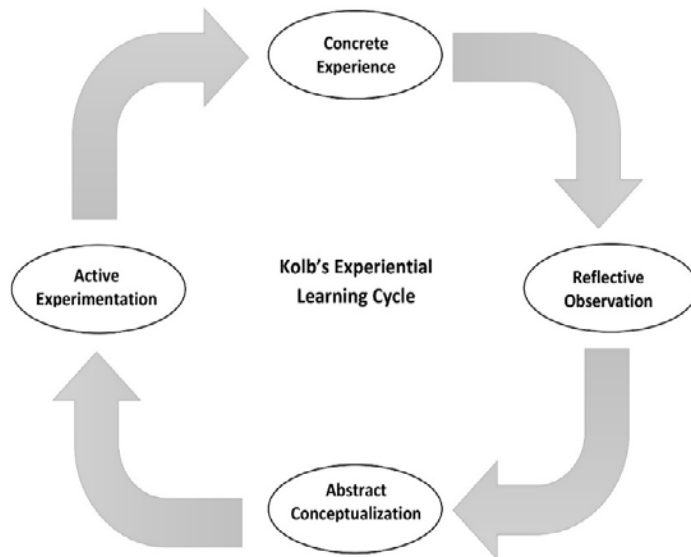 Concrete
Experience
Kolb's Experiential
Learning Cycle
Active
Experimentation
Reflective
Observation
Abstract
Conceptualization